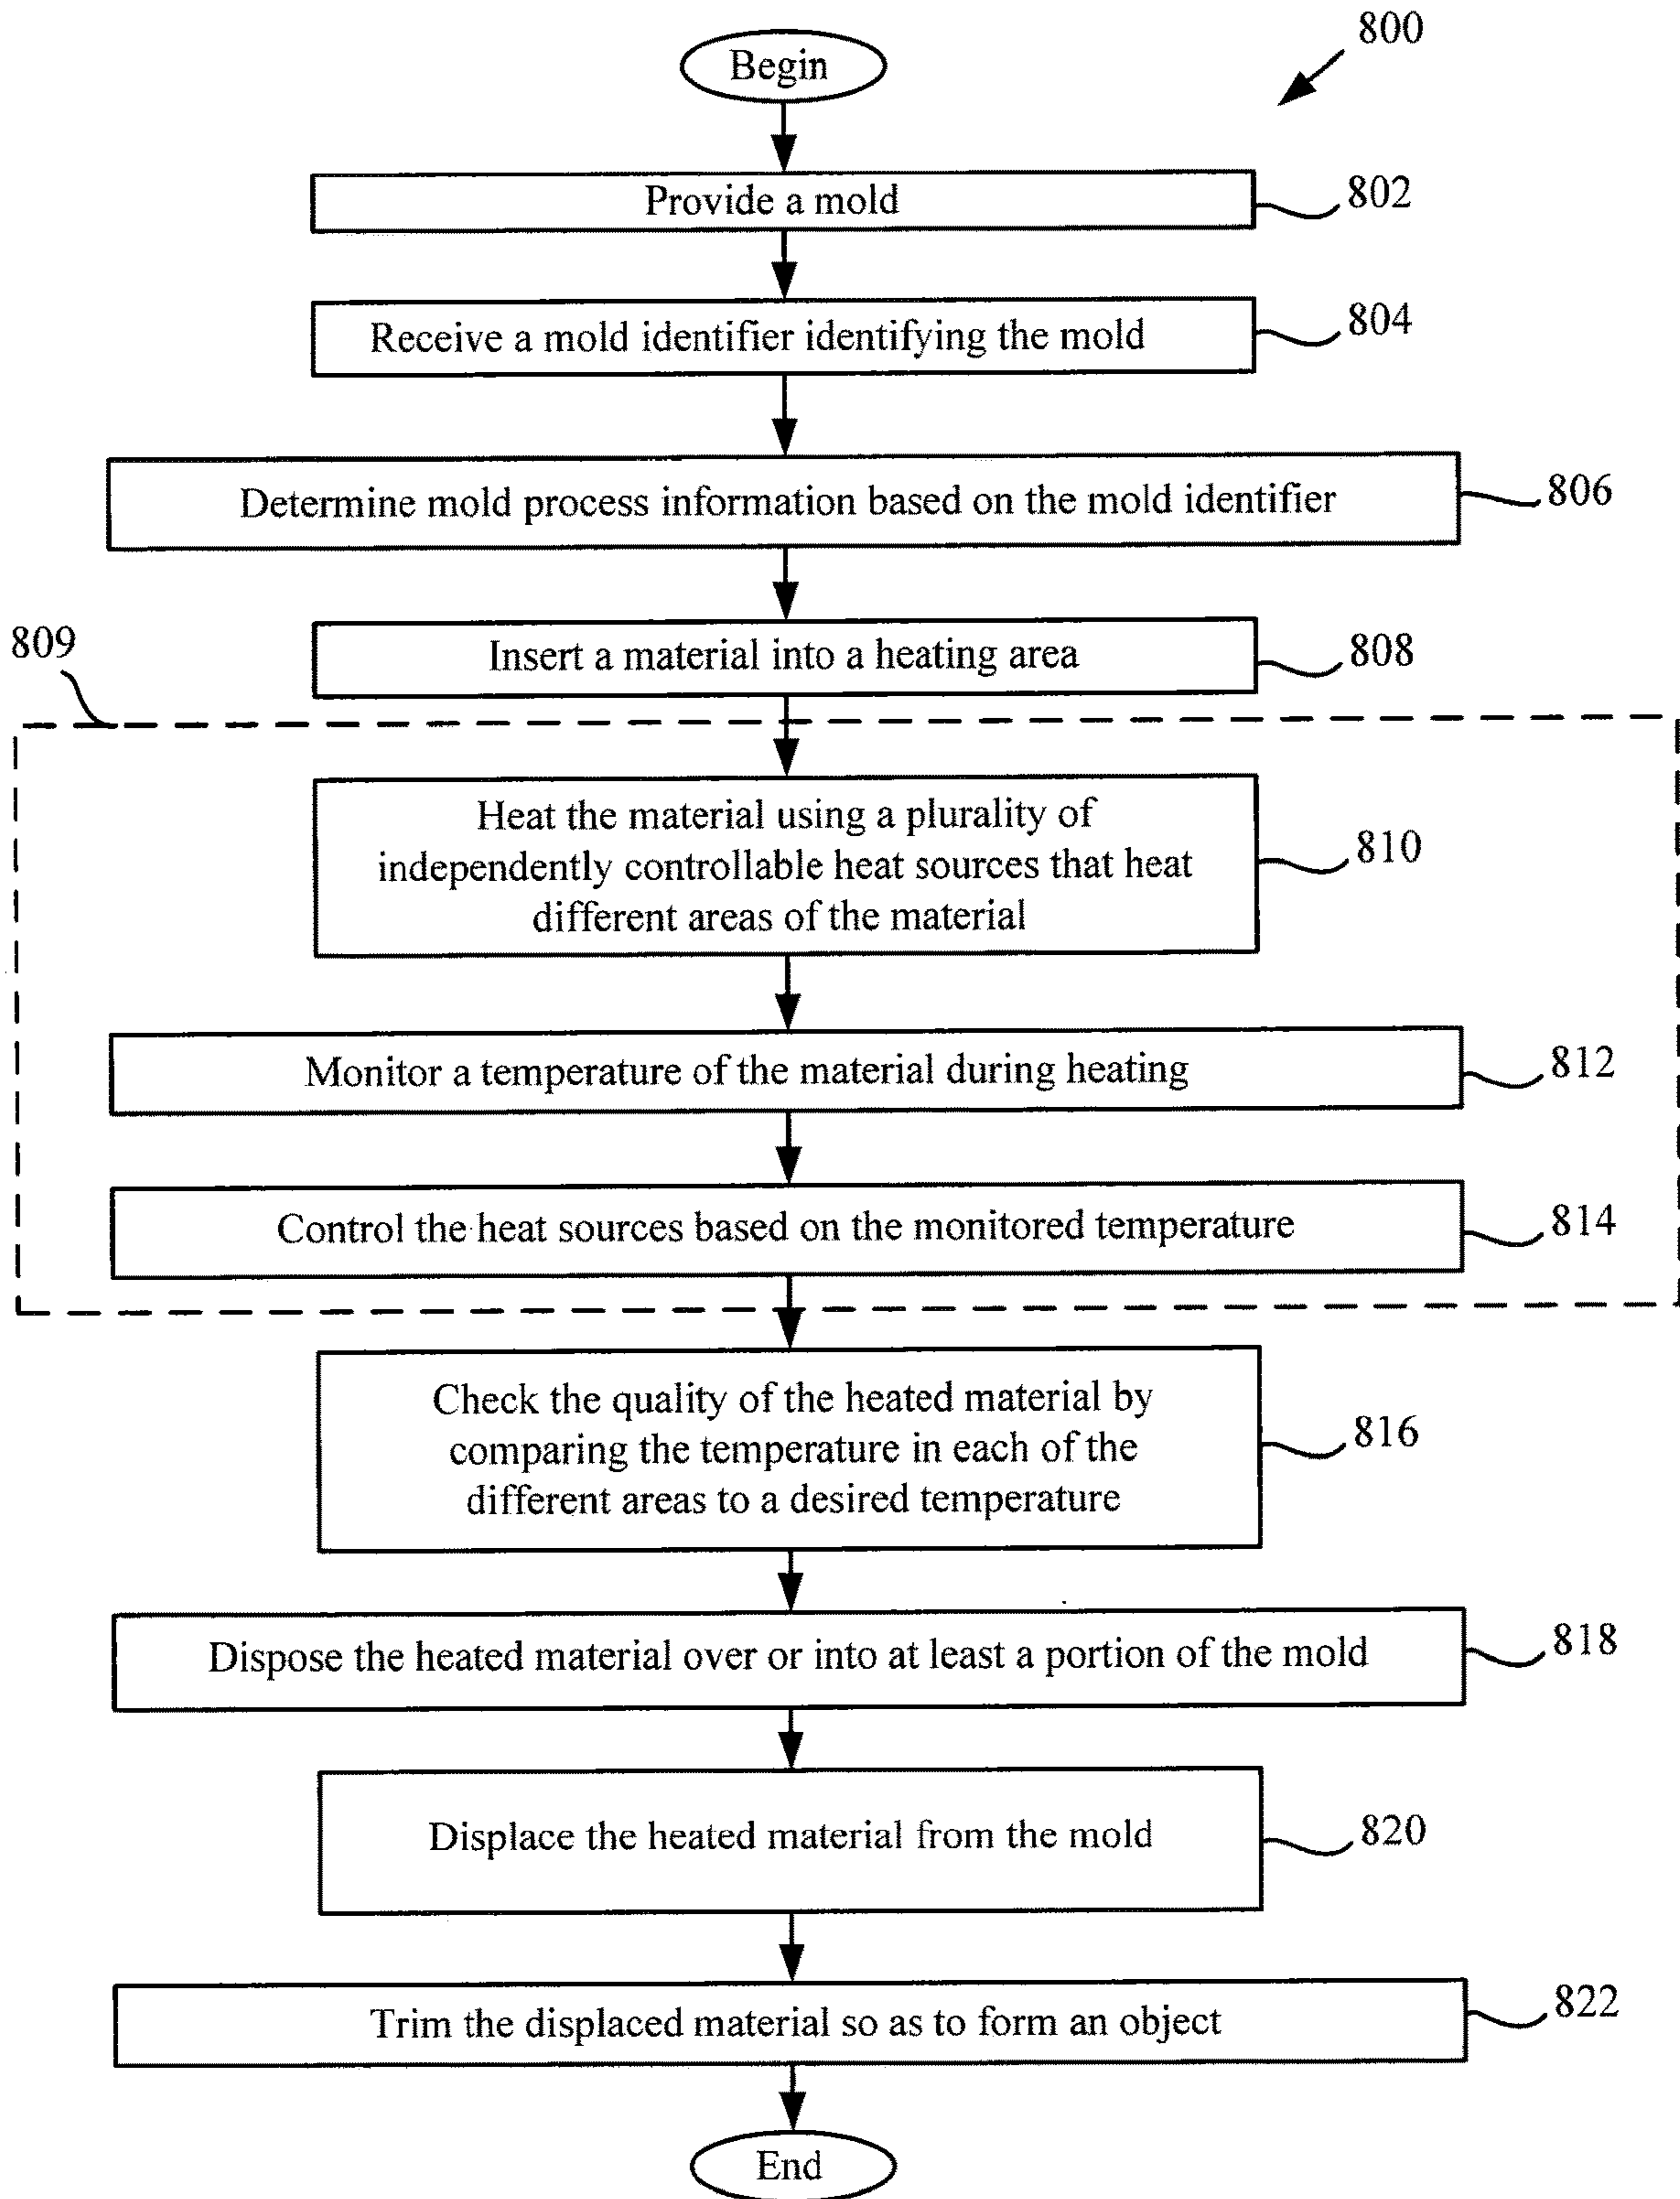 800
Begin
Provide a mold
802
Receive a mold identifier identifying the mold
804
Determine mold process information based on the mold identifier
806
Insert a material into a heating area
808
809
Heat the material using a plurality of
independently controllable heat sources that heat
different areas of the material
810
Monitor a temperature of the material during heating
812
Control the heat sources based on the monitored temperature
814
Check the quality of the heated material by
comparing the temperature in each of the
different areas to a desired temperature
816
Dispose the heated material over or into at least a portion of the mold
818
Displace the heated material from the mold
820
Trim the displaced material so as to form an object
822
End